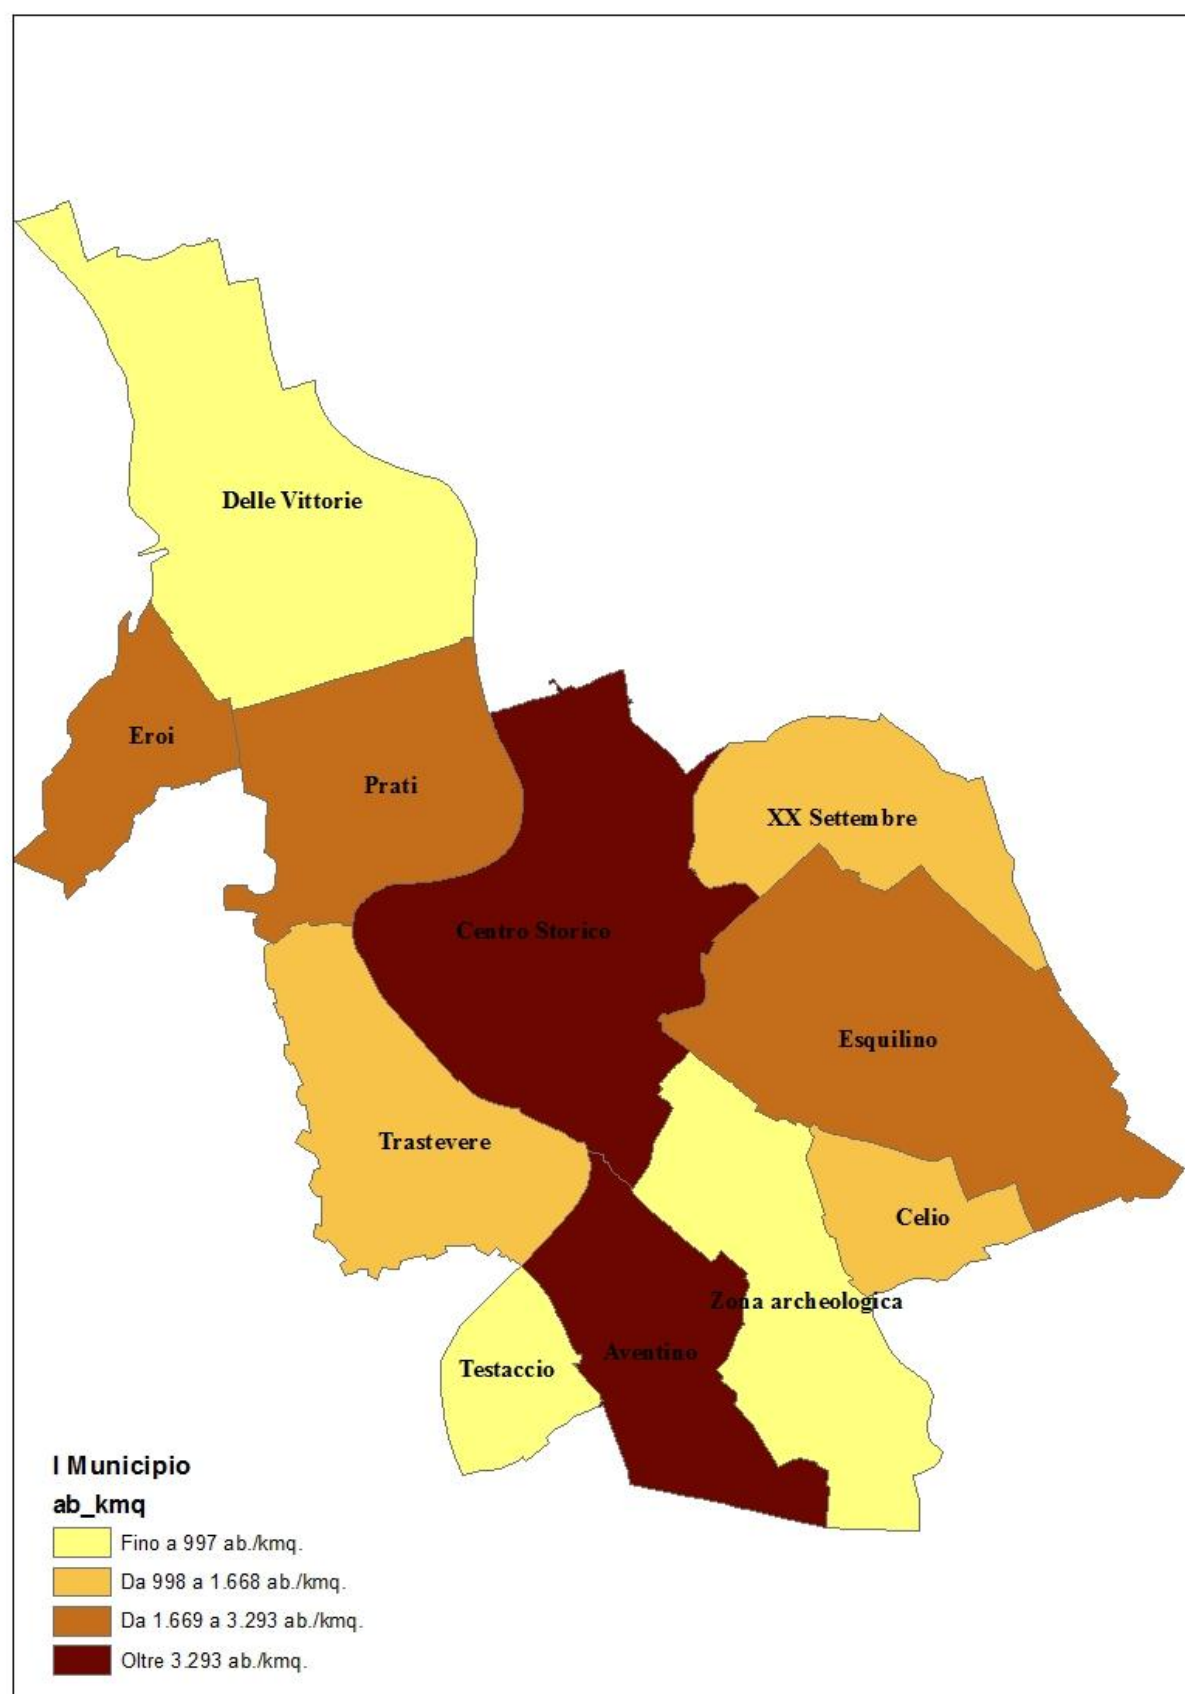 Delle Vittorie
Eroi
Prati
XX Settembre
Centro Storico
Esquilino
Trastevere
Celio
Zona archeologica
Aventino
Testaccio
I Municipio
ab_kmq
Fino a 997 ab./kmq.
Da 998 a 1.668 ab./kmq.
Da 1.669 a 3.293 ab./kmq.
Oltre 3.293 ab./kmq.